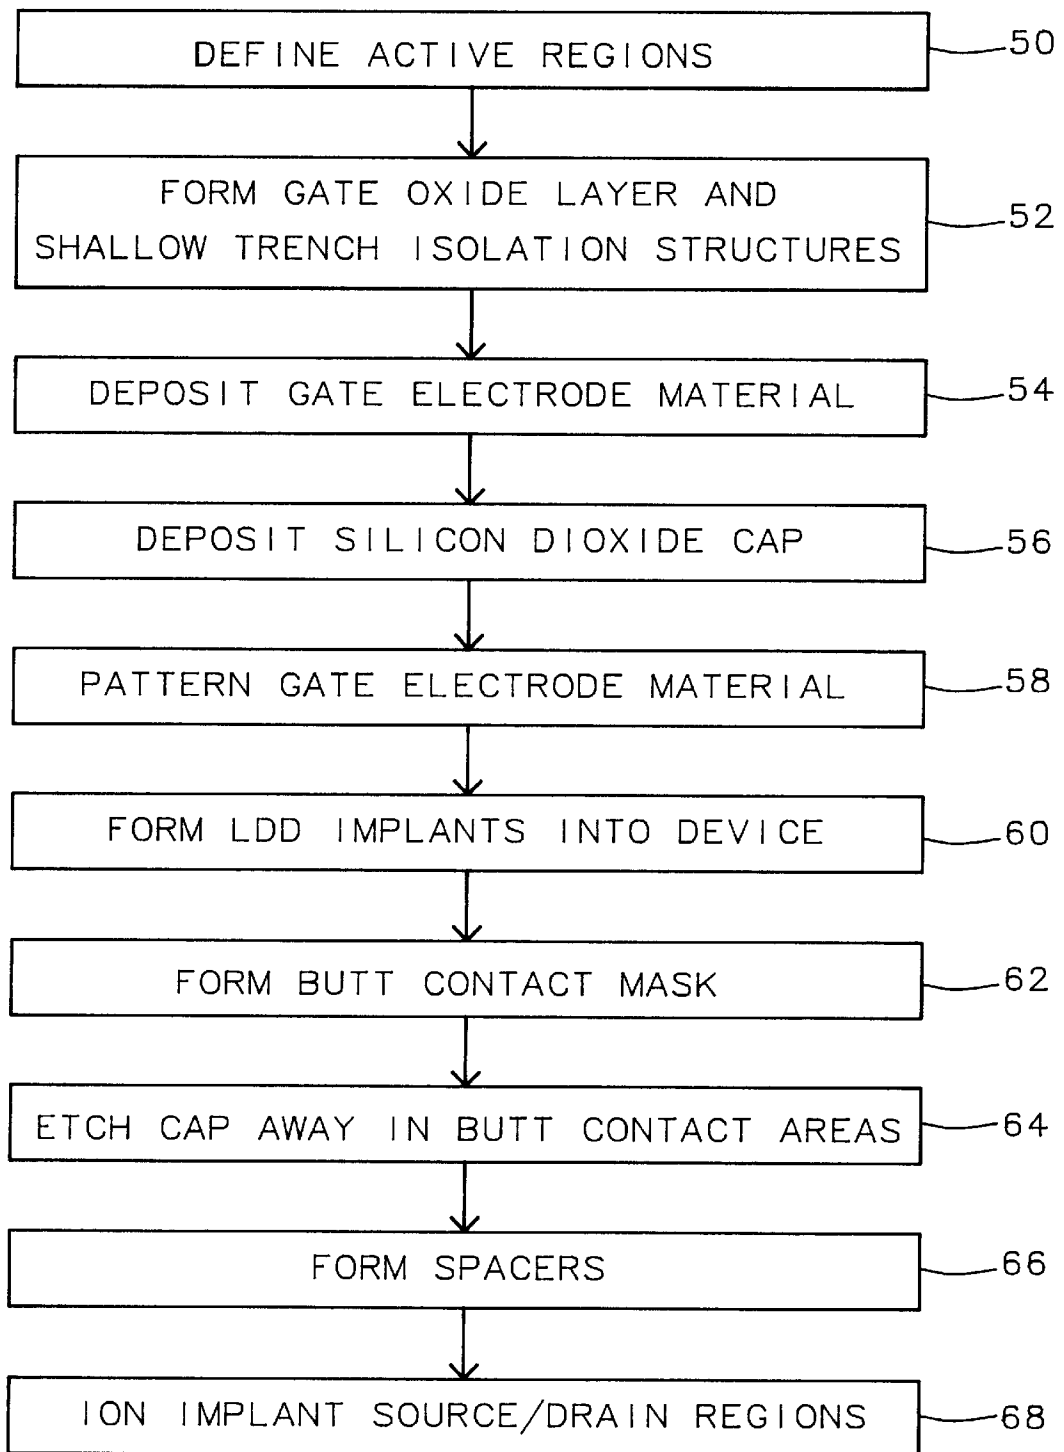 DEFINE ACTIVE REGIONS
50
FORM GATE OXIDE LAYER AND
SHALLOW TRENCH ISOLATION STRUCTURES
52
DEPOSIT GATE ELECTRODE MATERIAL
54
DEPOSIT SILICON DIOXIDE CAP
56
PATTERN GATE ELECTRODE MATERIAL
58
FORM LDD IMPLANTS INTO DEVICE
60
FORM BUTT CONTACT MASK
62
ETCH CAP AWAY IN BUTT CONTACT AREAS
64
FORM SPACERS
66
ION IMPLANT SOURCE/DRAIN REGIONS
68